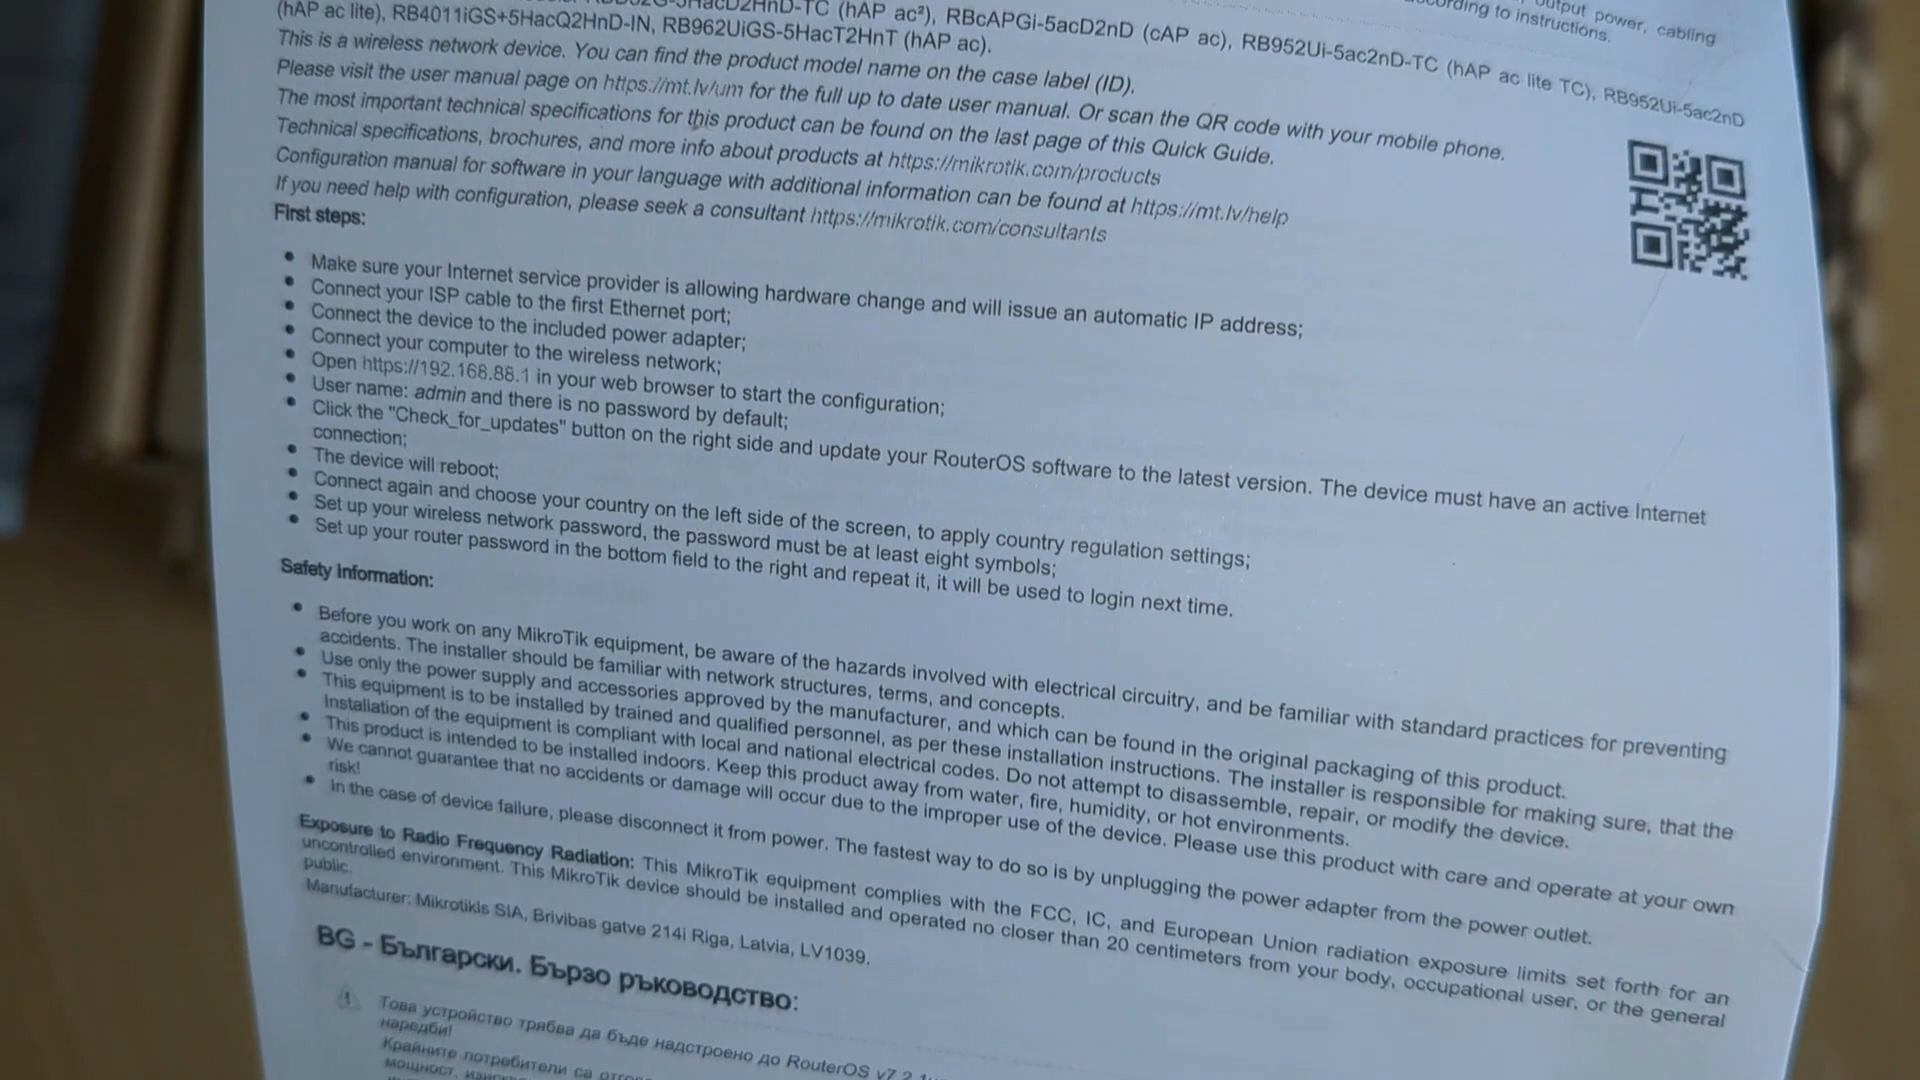 output power, cabling
according to instructions.
(hAP ac²), RBcAPGi-5acD2nD (cAP ac), RB952Ui-5ac2nD-TC (hAP ac lite TC), RB952Ui-5ac2nD
(hAP ac lite), RB4011iGS+5HacQ2HnD-IN, RB962UiGS-5HacT2HnT (hAP ac).
This is a wireless network device. You can find the product model name on the case label (ID).
Please visit the user manual page on https://mt.lv/um for the full up to date user manual. Or scan the QR code with your mobile phone.
The most important technical specifications for this product can be found on the last page of this Quick Guide.
Technical specifications, brochures, and more info about products at https://mikrotik.com/products
Configuration manual for software in your language with additional information can be found at https://mt.lv/help
If you need help with configuration, please seek a consultant https://mikrotik.com/consultants
First steps:
• Make sure your Internet service provider is allowing hardware change and will issue an automatic IP address;
• Connect your ISP cable to the first Ethernet port;
• Connect the device to the included power adapter;
• Connect your computer to the wireless network;
• Open https://192.168.88.1 in your web browser to start the configuration;
• User name: admin and there is no password by default;
• Click the "Check_for_updates" button on the right side and update your RouterOS software to the latest version. The device must have an active Internet
connection;
• The device will reboot;
• Connect again and choose your country on the left side of the screen, to apply country regulation settings;
• Set up your wireless network password, the password must be at least eight symbols;
• Set up your router password in the bottom field to the right and repeat it, it will be used to login next time.
Safety Information:
• Before you work on any MikroTik equipment, be aware of the hazards involved with electrical circuitry, and be familiar with standard practices for preventing
accidents. The installer should be familiar with network structures, terms, and concepts.
• Use only the power supply and accessories approved by the manufacturer, and which can be found in the original packaging of this product.
• This equipment is to be installed by trained and qualified personnel, as per these installation instructions. The installer is responsible for making sure, that the
Installation of the equipment is compliant with local and national electrical codes. Do not attempt to disassemble, repair, or modify the device.
• This product is intended to be installed indoors. Keep this product away from water, fire, humidity, or hot environments.
• We cannot guarantee that no accidents or damage will occur due to the improper use of the device. Please use this product with care and operate at your own
risk!
• In the case of device failure, please disconnect it from power. The fastest way to do so is by unplugging the power adapter from the power outlet.
Exposure to Radio Frequency Radiation: This MikroTik equipment complies with the FCC, IC, and European Union radiation exposure limits set forth for an
uncontrolled environment. This MikroTik device should be installed and operated no closer than 20 centimeters from your body, occupational user, or the general
public.
Manufacturer: Mikrotikls SIA, Brivibas gatve 214i Riga, Latvia, LV1039.
BG - Български. Бързо ръководство:
Това устройство трябва да бъде надстроено до RouterOS
наредби!
Крайните потребители са
мощност,